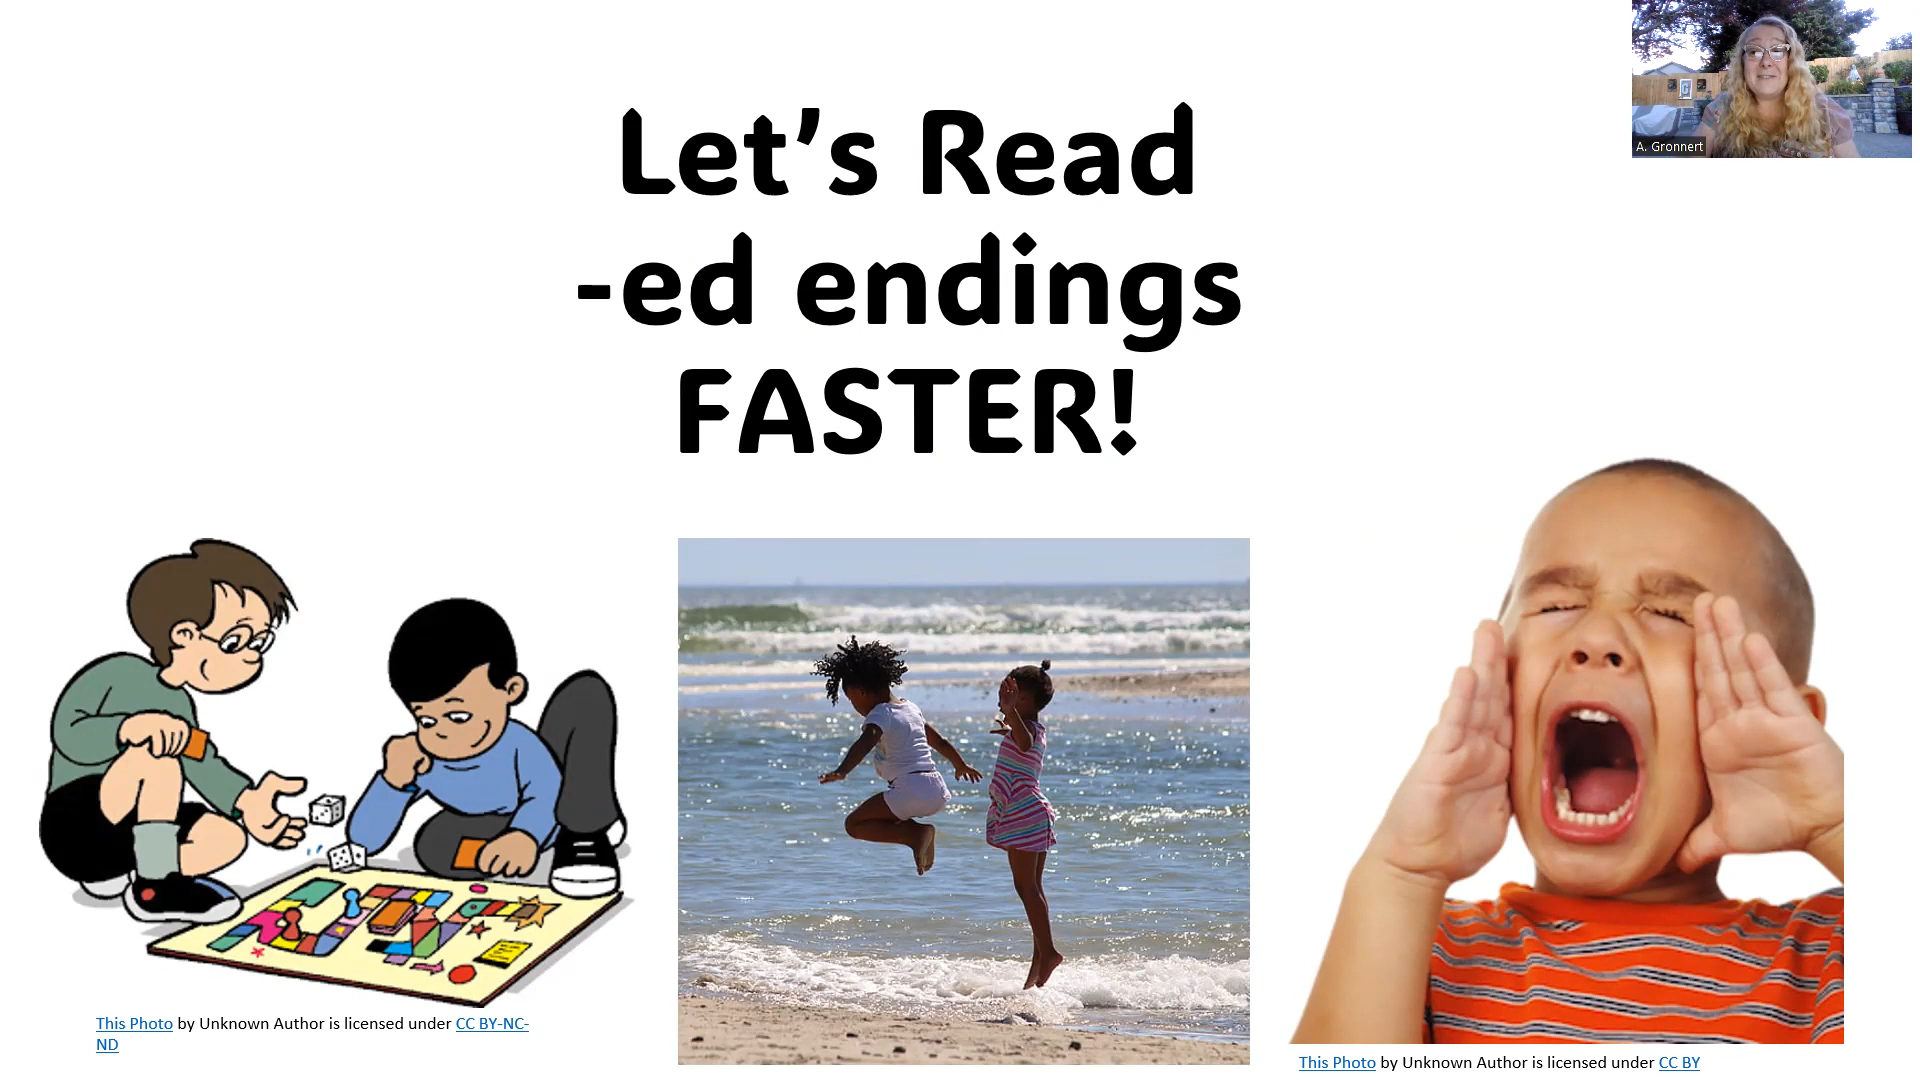 Let’s Read
-ed endings
FASTER!
A. Gronnert
This Photo by Unknown Author is licensed under CC BY-NC-
ND
This Photo by Unknown Author is licensed under CC BY